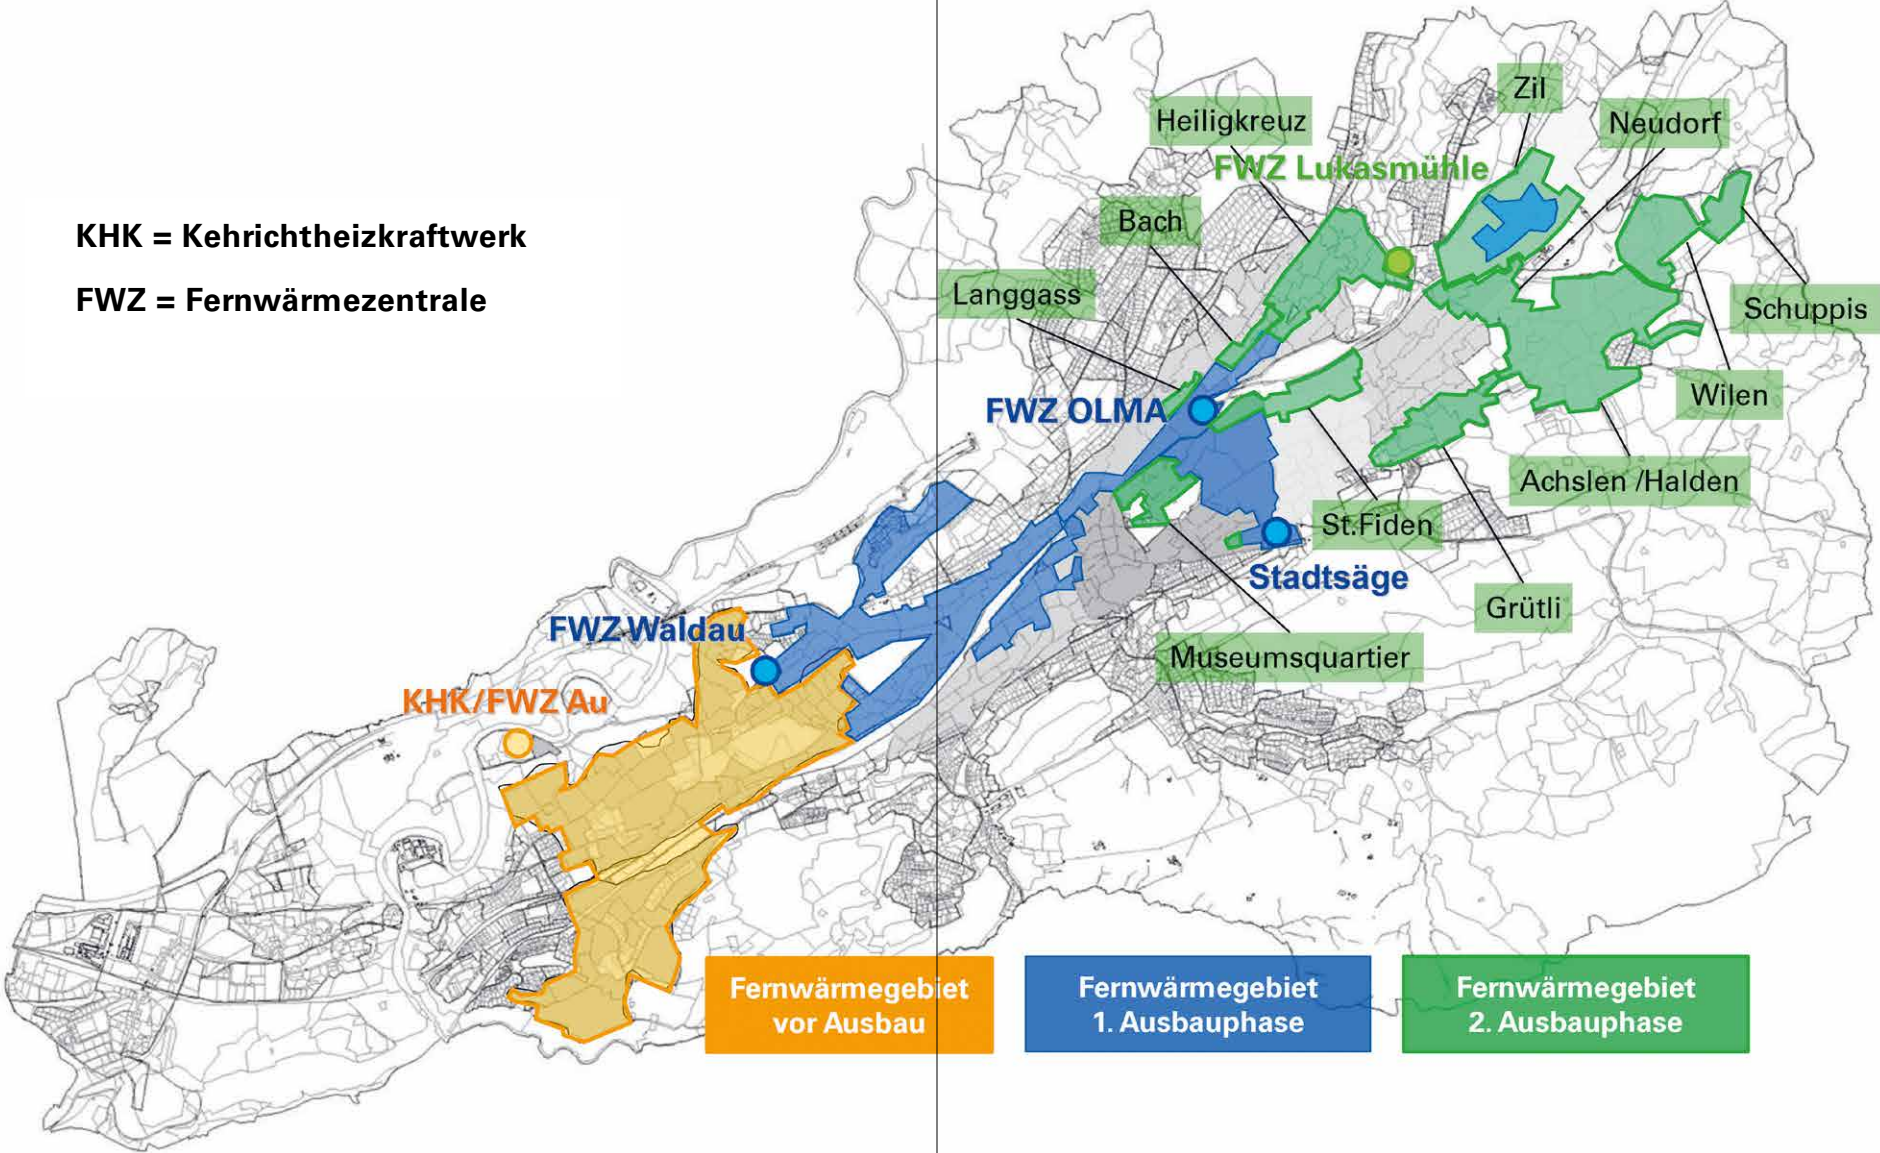 KHK = Kehrichtheizkraftwerk
FWZ = Fernwärmezentrale
Zil
Heiligkreuz
Neudorf
FWZ Lukasmühle
Bach
Langgass
Schuppis
FWZ OLMA
Wilen
Achslen /Halden
St.Fiden
Stadtsäge
Grütli
FWZ Waldau
Museumsquartier
KHK/FWZ Au
Fernwärmegebiet
vor Ausbau
Fernwärmegebiet
1. Ausbauphase
Fernwärmegebiet
2. Ausbauphase